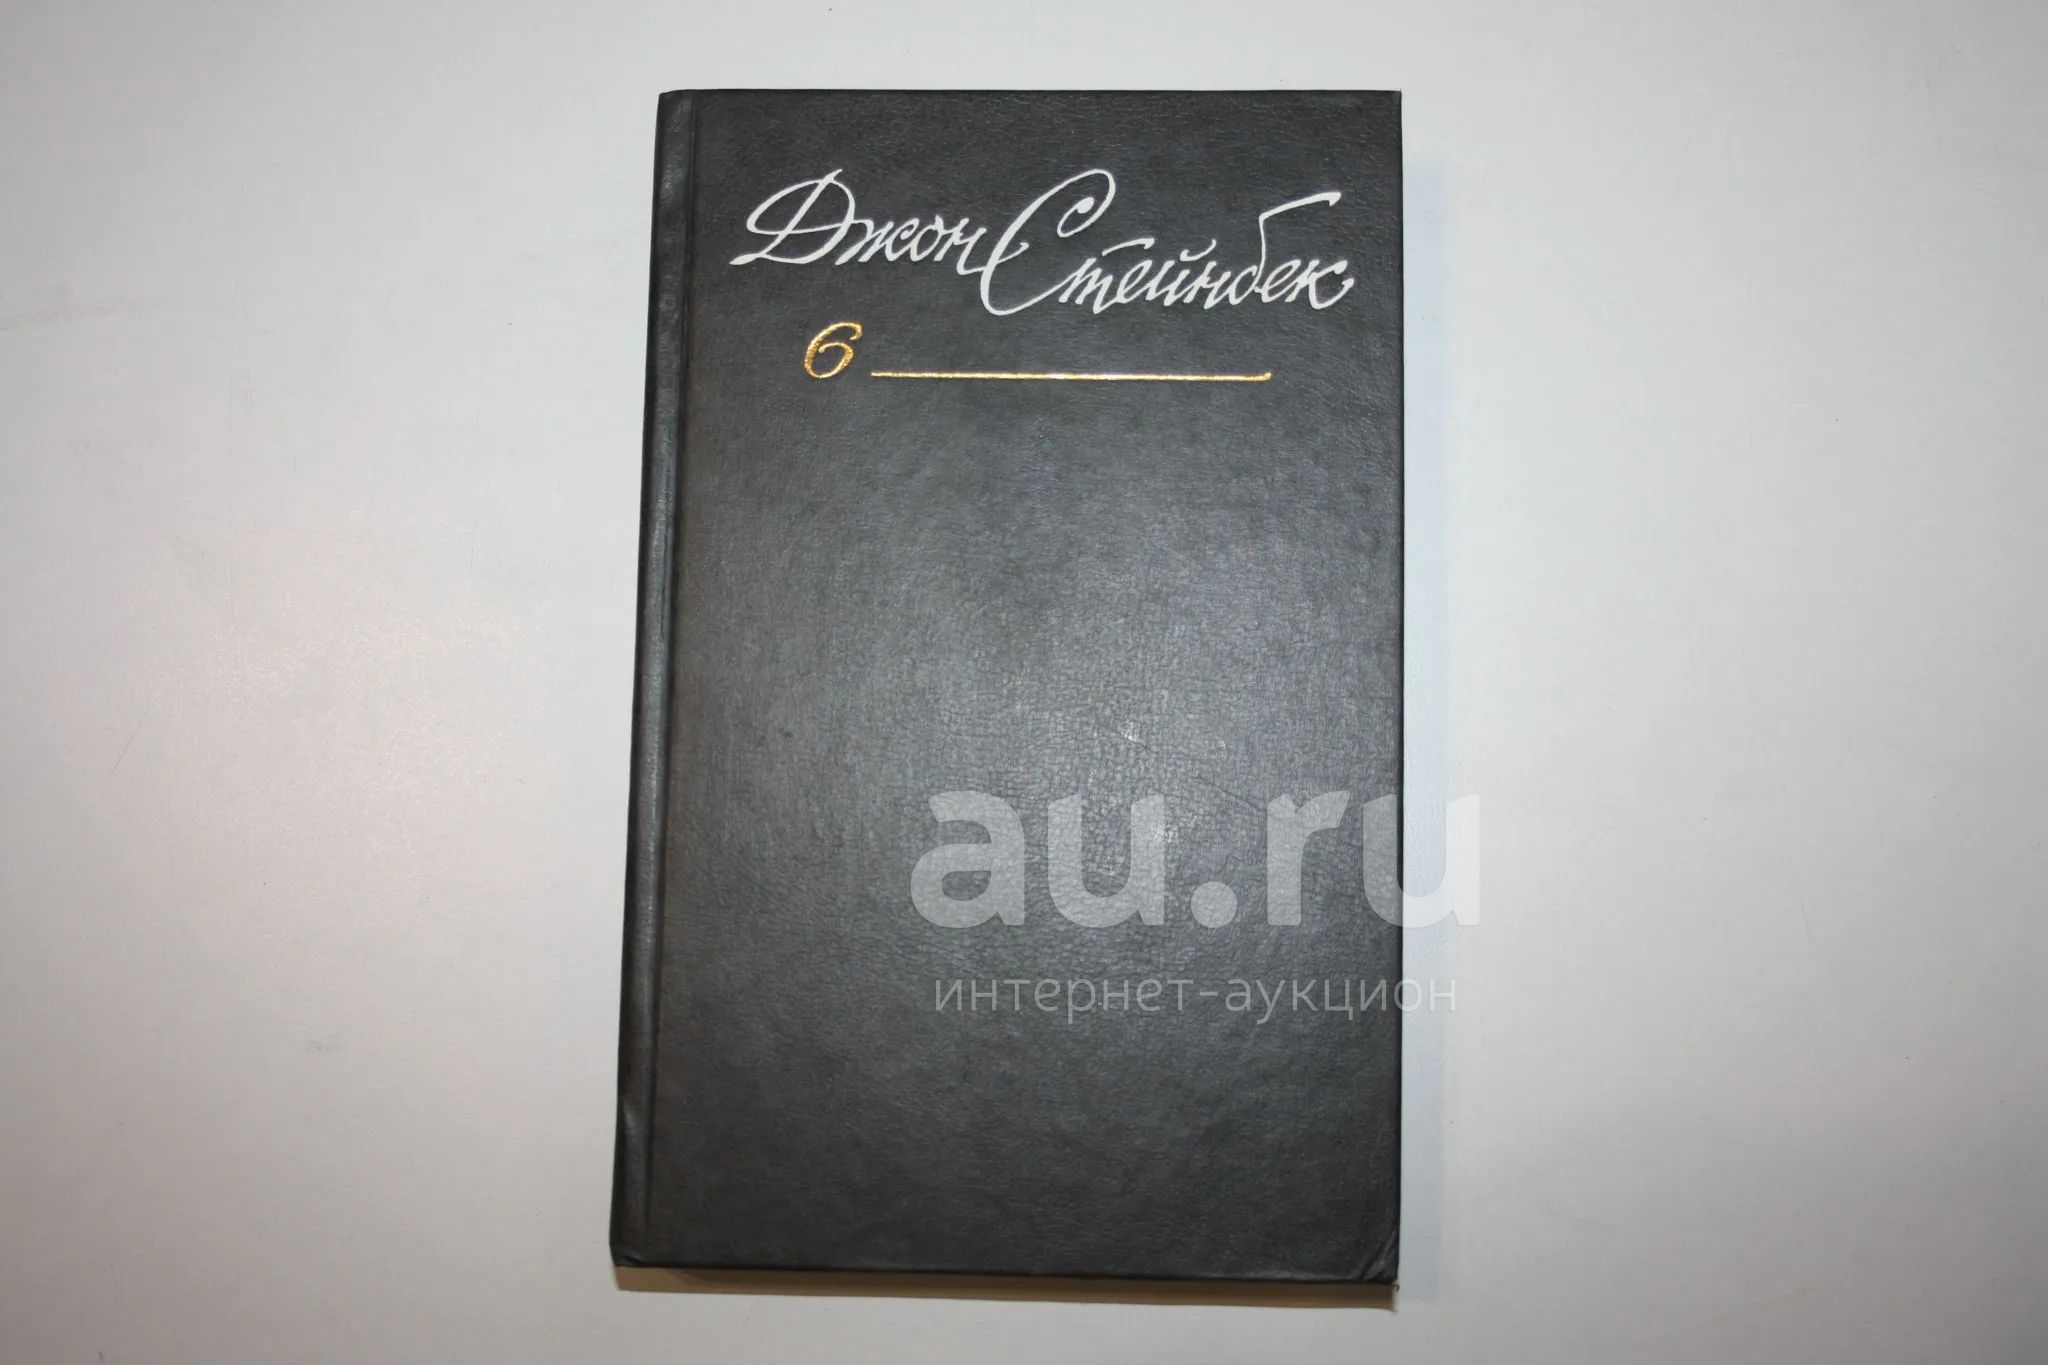 Джон Стейнбек
6
au.ru
интернет-аукцион